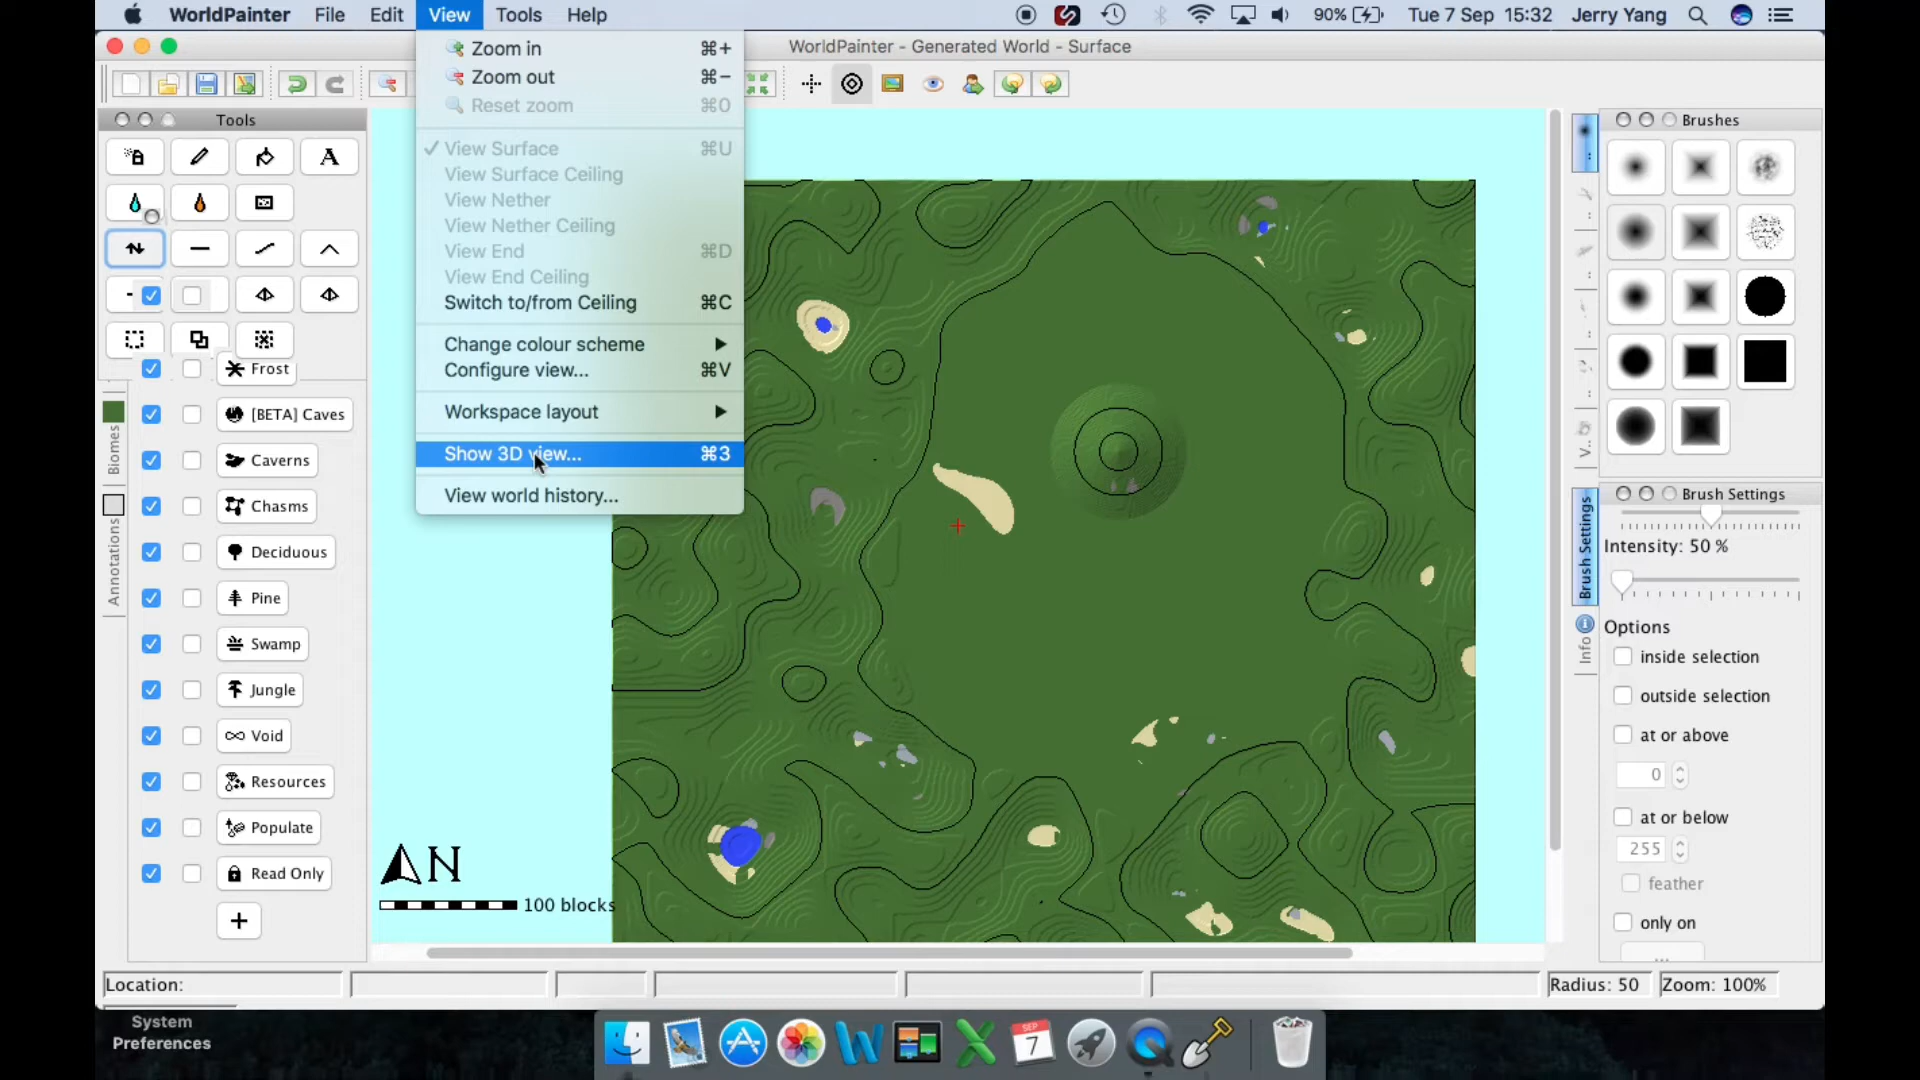 WorldPainter File Edit View Tools Help
90% Tue 7 Sep 15:32 Jerry Yang
WorldPainter - Generated World - Surface
Zoom in ⌘+
Zoom out ⌘−
Reset zoom ⌘0
✓ View Surface ⌘U
View Surface Ceiling
View Nether
View Nether Ceiling
View End ⌘D
View End Ceiling
Switch to/from Ceiling ⌘C
Change colour scheme
Configure view... ⌘V
Workspace layout
Show 3D view... ⌘3
View world history...
Tools
A
Frost
[BETA] Caves
Caverns
Chasms
Deciduous
Pine
Swamp
Jungle
Void
Resources
Populate
Read Only
+
Biomes
Annotations
N
100 blocks
Brushes
V...
Brush Settings
Brush Settings
Info
Intensity: 50 %
Options
inside selection
outside selection
at or above
0
at or below
255
feather
only on
...
Location:
Radius: 50
Zoom: 100%
System
Preferences
SEP
7